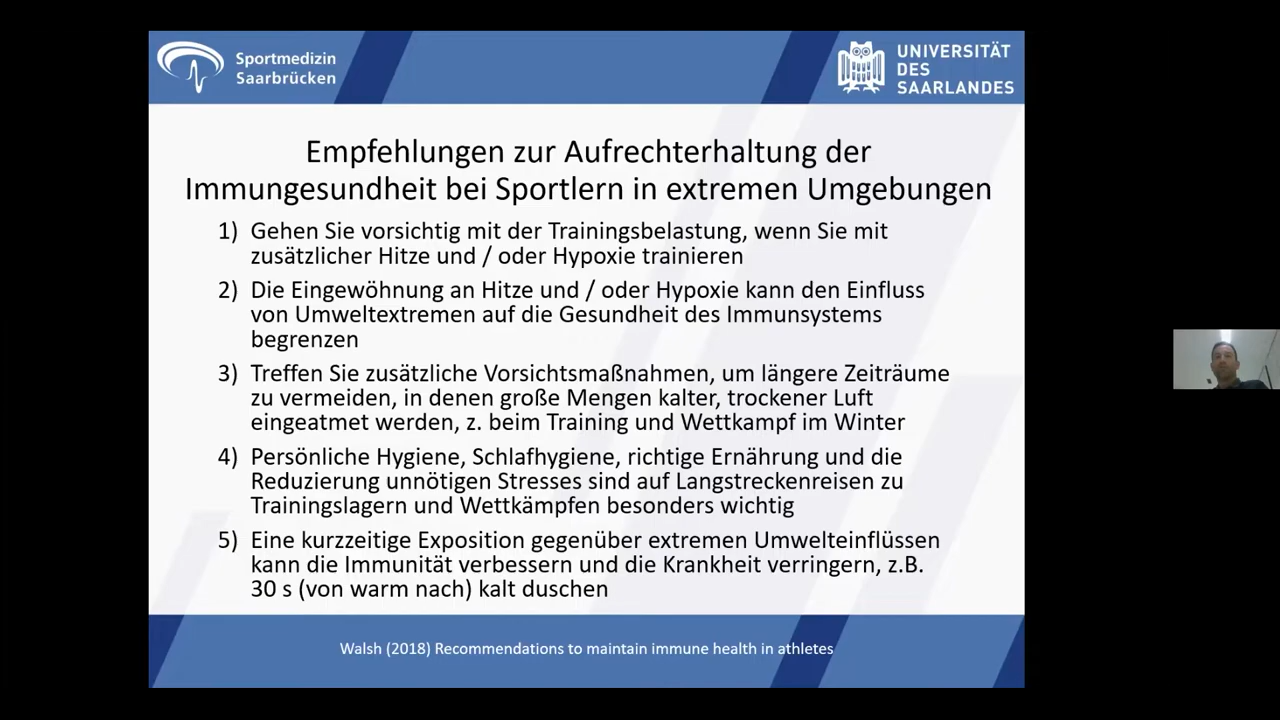 Sportmedizin
Saarbrücken
UNIVERSITÄT
DES
SAARLANDES
Empfehlungen zur Aufrechterhaltung der
Immungesundheit bei Sportlern in extremen Umgebungen
1) Gehen Sie vorsichtig mit der Trainingsbelastung, wenn Sie mit
zusätzlicher Hitze und / oder Hypoxie trainieren
2) Die Eingewöhnung an Hitze und / oder Hypoxie kann den Einfluss
von Umweltextremen auf die Gesundheit des Immunsystems
begrenzen
3) Treffen Sie zusätzliche Vorsichtsmaßnahmen, um längere Zeiträume
zu vermeiden, in denen große Mengen kalter, trockener Luft
eingeatmet werden, z. beim Training und Wettkampf im Winter
4) Persönliche Hygiene, Schlafhygiene, richtige Ernährung und die
Reduzierung unnötigen Stresses sind auf Langstreckenreisen zu
Trainingslagern und Wettkämpfen besonders wichtig
5) Eine kurzzeitige Exposition gegenüber extremen Umwelteinflüssen
kann die Immunität verbessern und die Krankheit verringern, z.B.
30 s (von warm nach) kalt duschen
Walsh (2018) Recommendations to maintain immune health in athletes